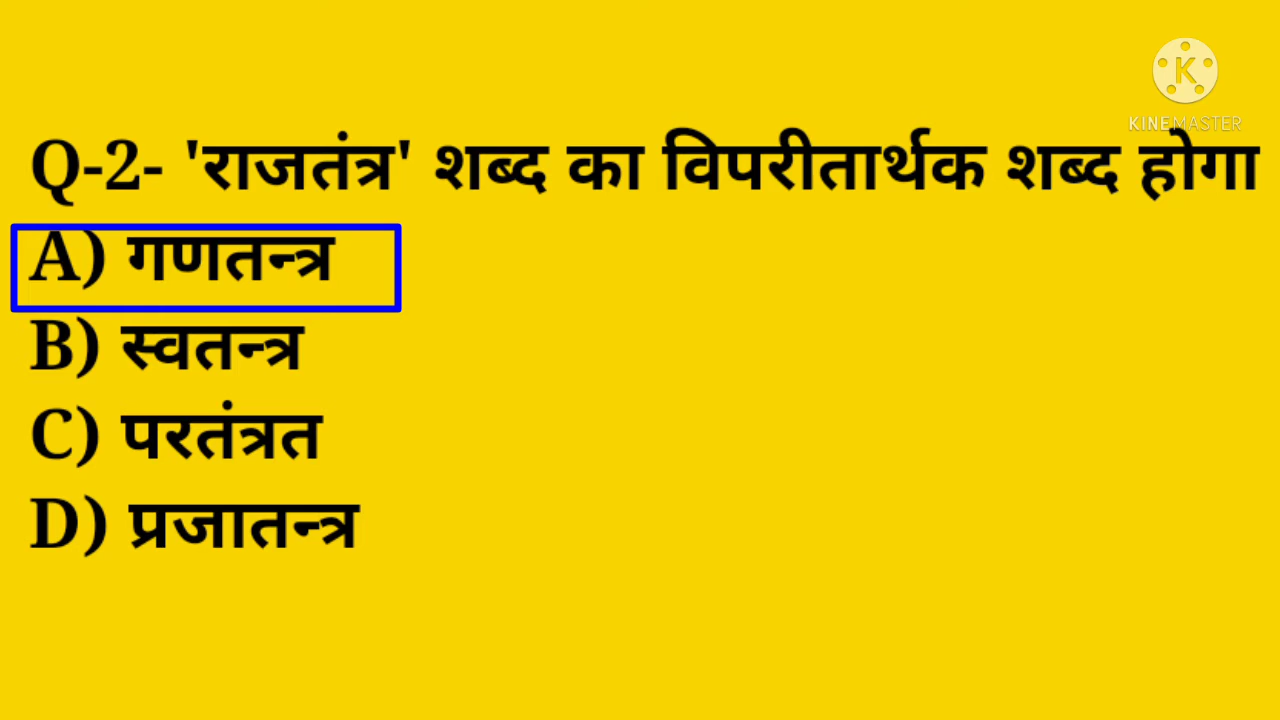 KINEMASTER
Q-2- 'राजतंत्र' शब्द का विपरीतार्थक शब्द होगा
A) गणतन्त्र
B) स्वतन्त्र
C) परतंत्रत
D) प्रजातन्त्र